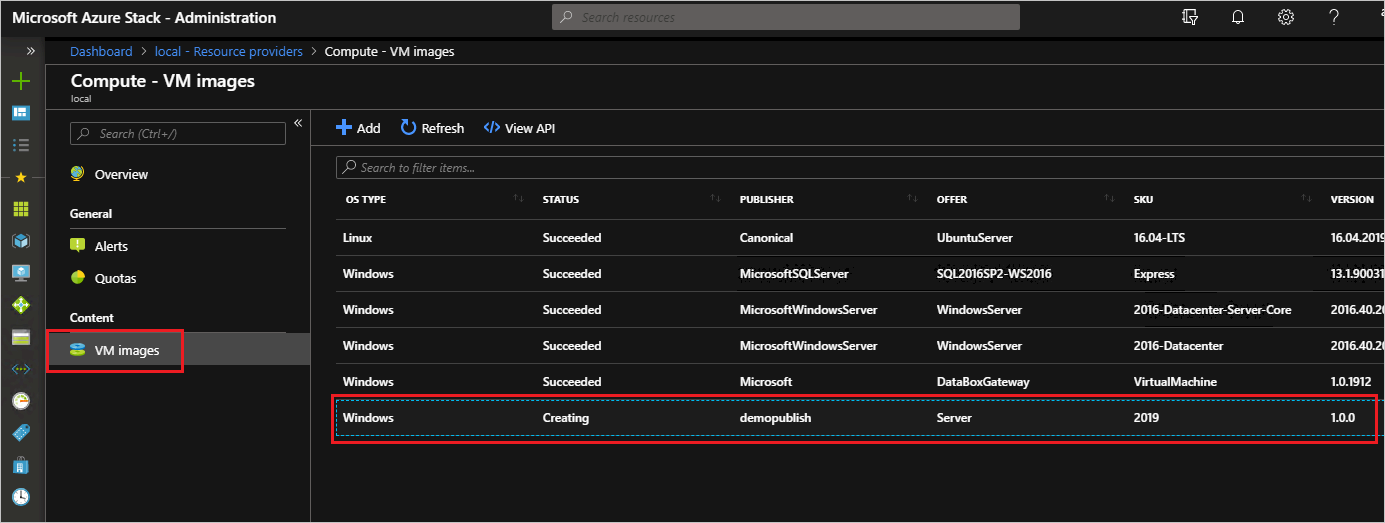 Microsoft Azure Stack - Administration
Search resources
Dashboard > local - Resource providers > Compute - VM images
Compute - VM images
local
Search (Ctrl+/)
Overview
General
Alerts
Quotas
Content
VM images
Add Refresh View API
Search to filter items...
OS TYPE STATUS PUBLISHER OFFER SKU VERSION
Linux Succeeded Canonical UbuntuServer 16.04-LTS 16.04.2019
Windows Succeeded MicrosoftSQLServer SQL2016SP2-WS2016 Express 13.1.90031
Windows Succeeded MicrosoftWindowsServer WindowsServer 2016-Datacenter-Server-Core 2016.40.20
Windows Succeeded MicrosoftWindowsServer WindowsServer 2016-Datacenter 2016.40.20
Windows Succeeded Microsoft DataBoxGateway VirtualMachine 1.0.1912
Windows Creating demopublish Server 2019 1.0.0